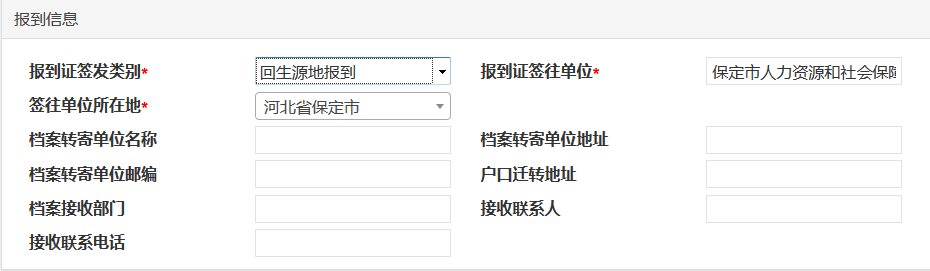 报到信息
报到证签发类别* 回生源地报到 报到证签往单位* 保定市人力资源和社会保
签往单位所在地* 河北省保定市
档案转寄单位名称 档案转寄单位地址
档案转寄单位邮编 户口迁转地址
档案接收部门 接收联系人
接收联系电话